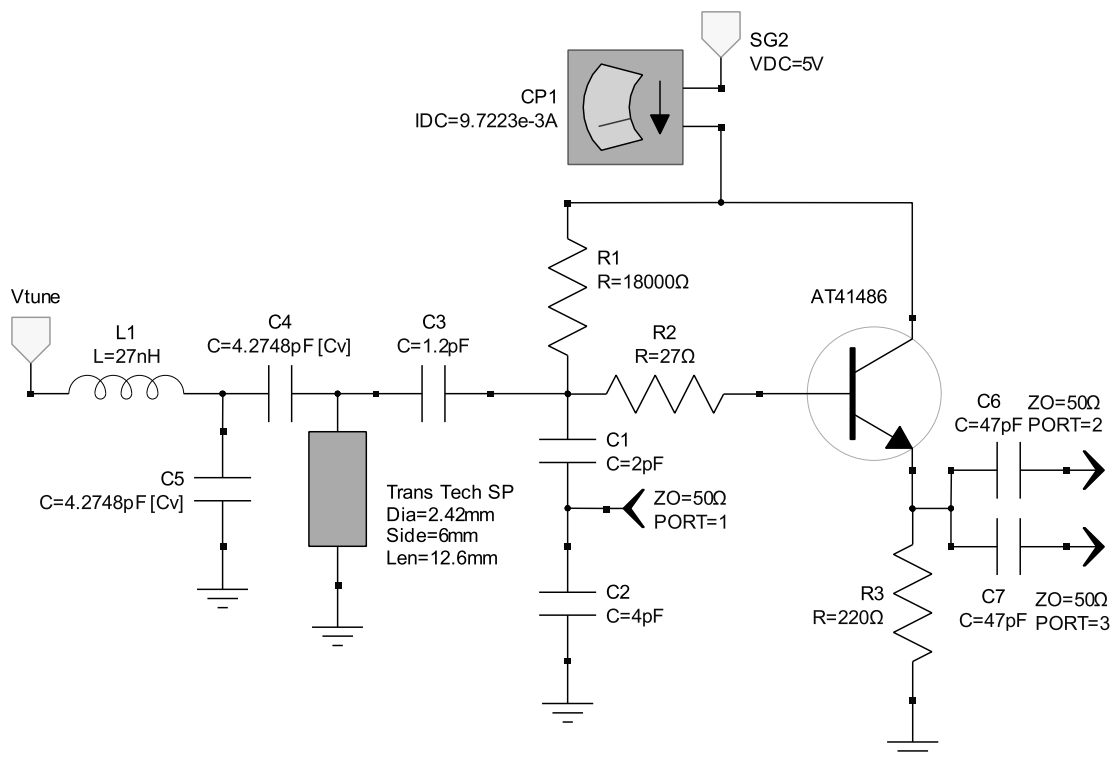 SG2
VDC=5V
CP1
IDC=9.7223e-3A
R1
R=18000Ω
AT41486
Vtune
L1
L=27nH
C4
C=4.2748pF [Cv]
C3
C=1.2pF
R2
R=27Ω
C6
C=47pF
ZO=50Ω
PORT=2
C1
C=2pF
C5
C=4.2748pF [Cv]
Trans Tech SP
Dia=2.42mm
Side=6mm
Len=12.6mm
ZO=50Ω
PORT=1
C2
C=4pF
R3
R=220Ω
C7
C=47pF
ZO=50Ω
PORT=3